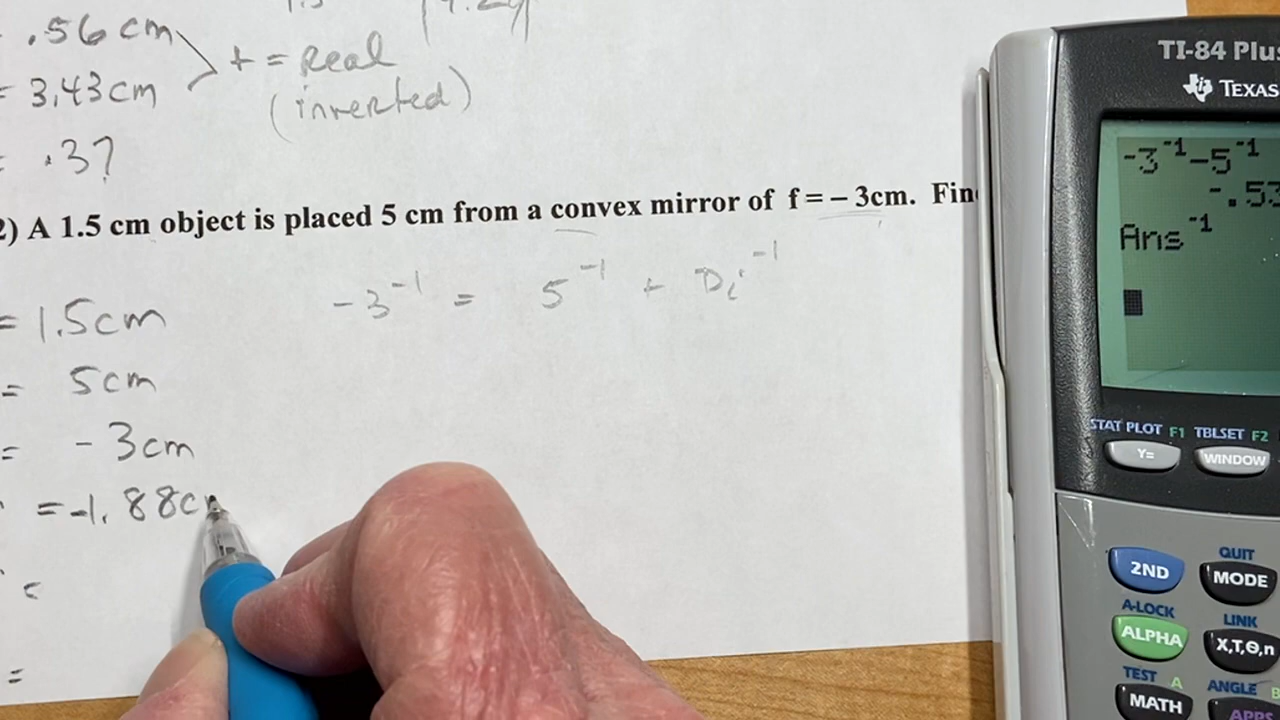 = .56 cm
= 3.43 cm
+ = Real
(inverted)
= .37
2) A 1.5 cm object is placed 5 cm from a convex mirror of f = – 3cm. Fin
-3⁻¹ = 5⁻¹ + Di⁻¹
= 1.5cm
= 5cm
= -3cm
= -1.88c
=
=
TI-84 Plus
TEXAS
-3⁻¹-5⁻¹
-.53
Ans⁻¹
STAT PLOT F1 TBLSET F2
Y= WINDOW
QUIT
2ND MODE
A-LOCK LINK
ALPHA X,T,Θ,n
TEST A ANGLE B
MATH APPS